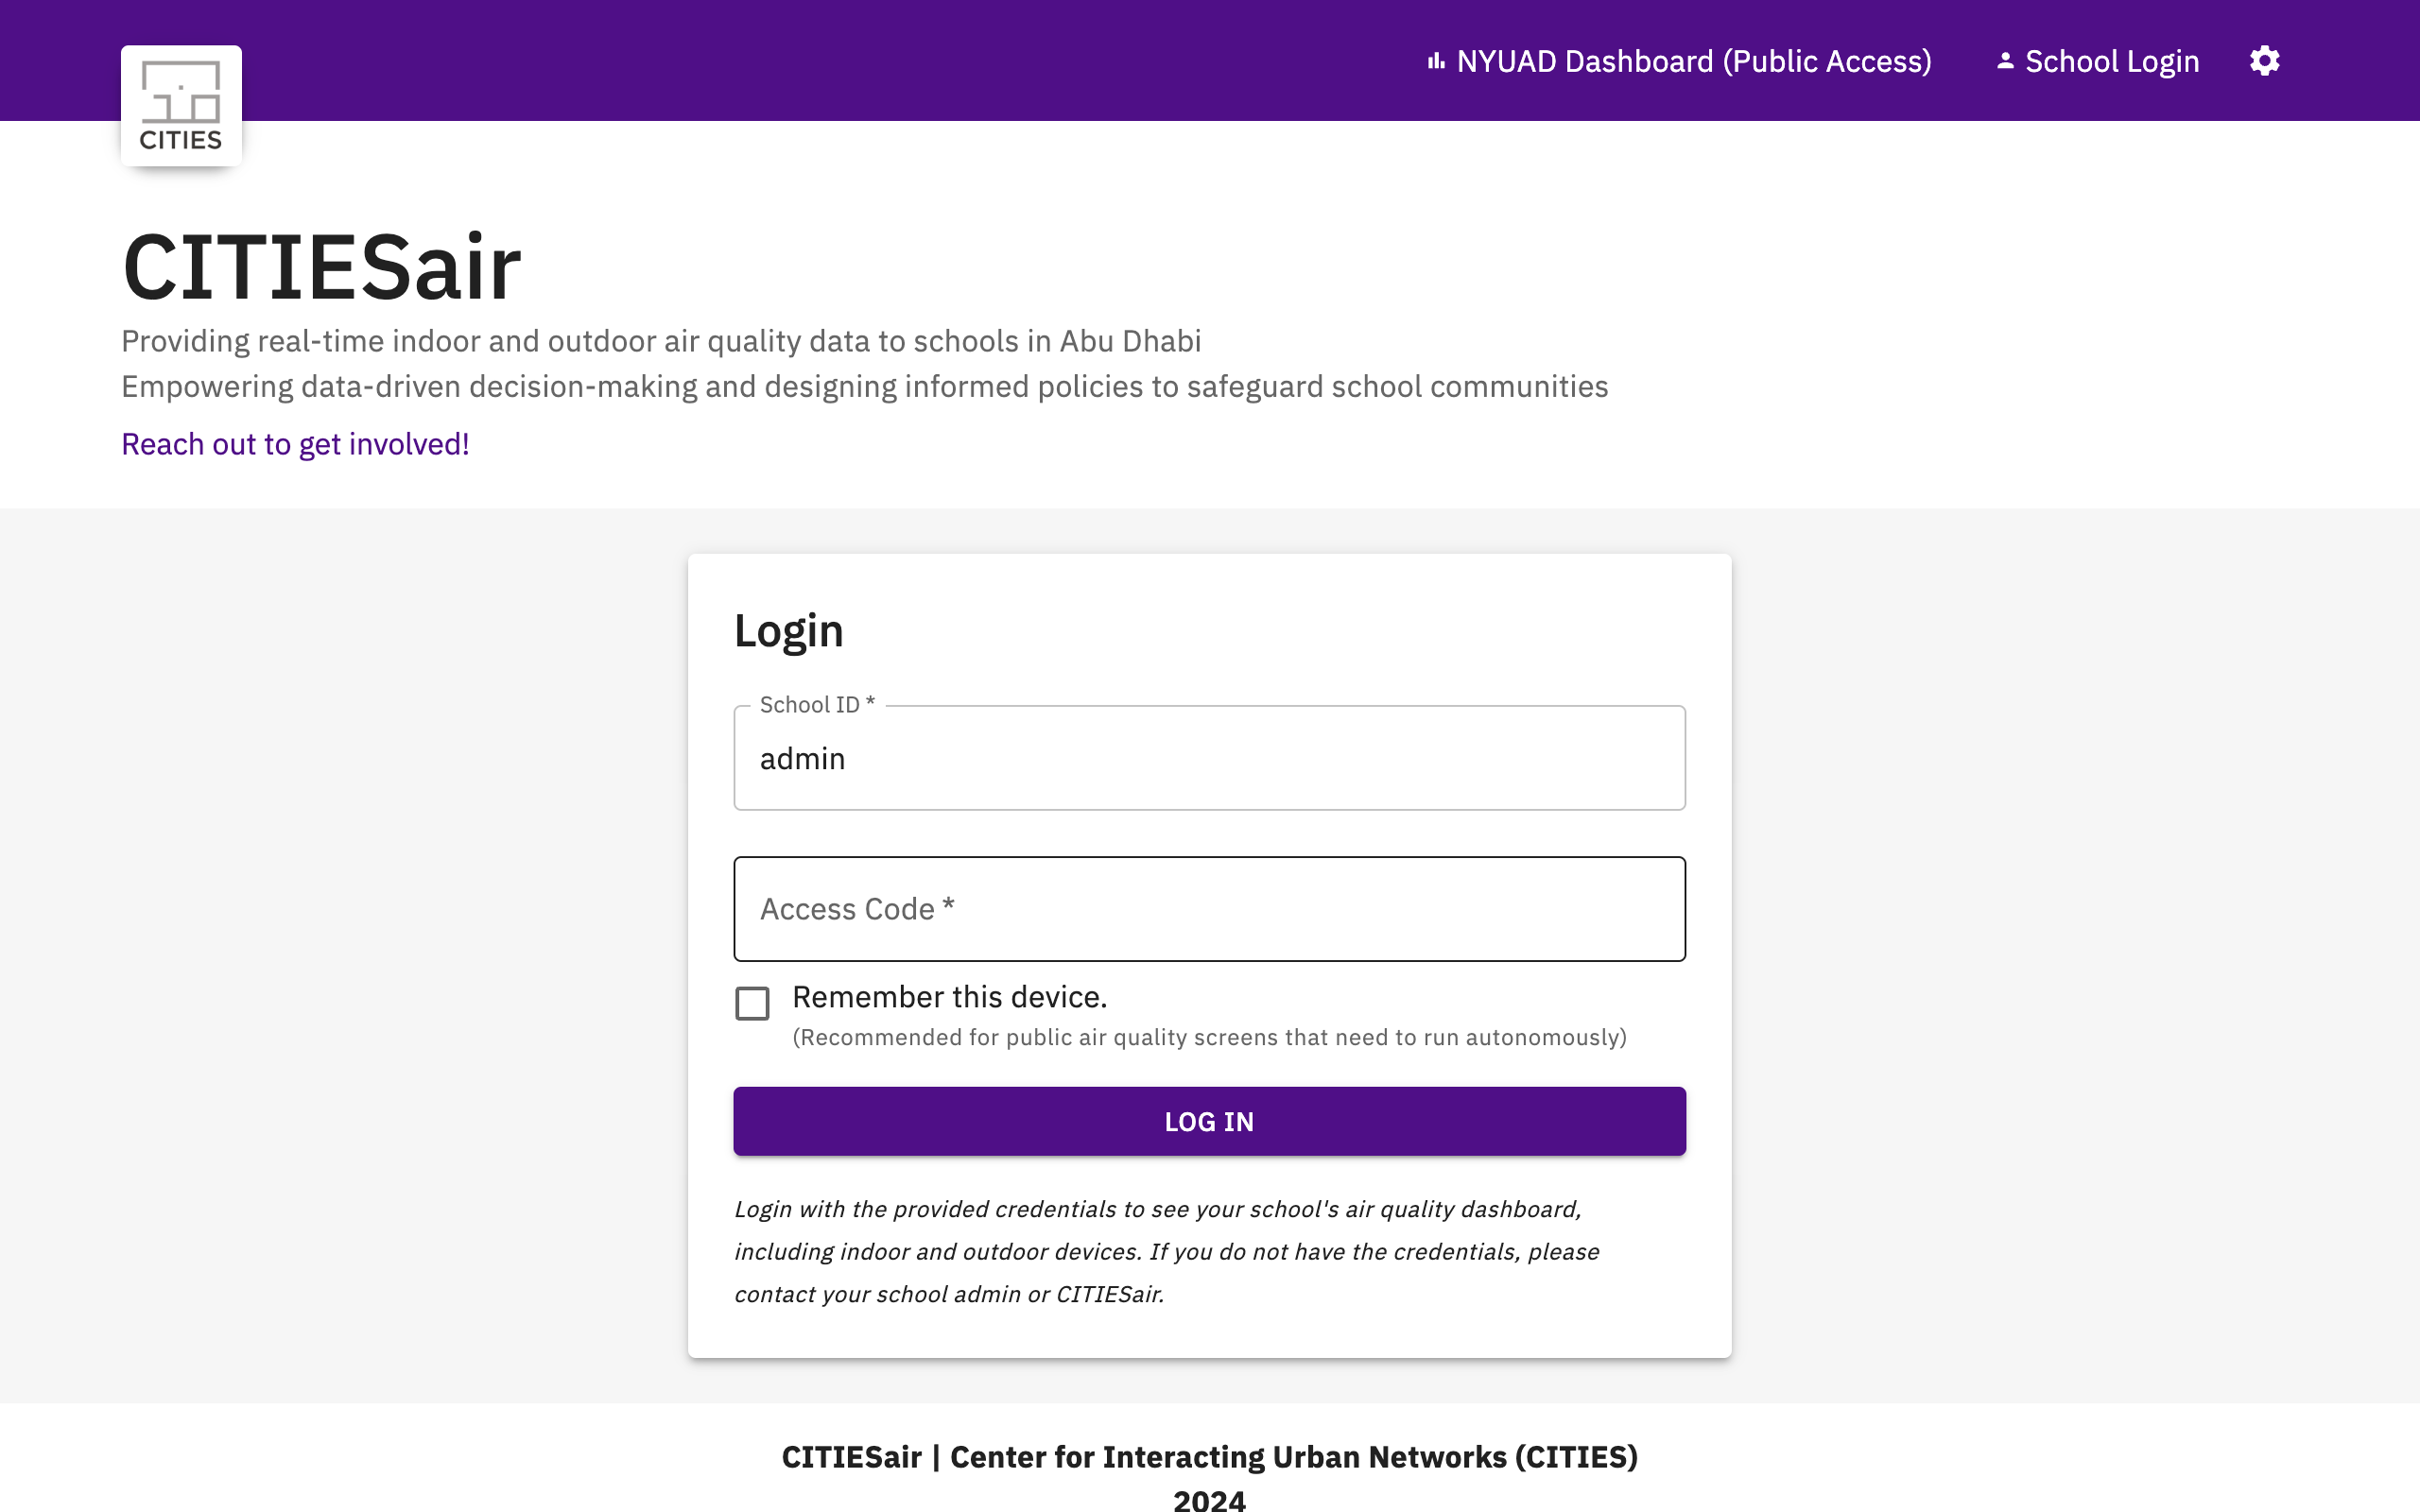 NYUAD Dashboard (Public Access)
School Login
CITIES
CITIESair
Providing real-time indoor and outdoor air quality data to schools in Abu Dhabi
Empowering data-driven decision-making and designing informed policies to safeguard school communities
Reach out to get involved!
Login
School ID *
admin
Access Code *
Remember this device.
(Recommended for public air quality screens that need to run autonomously)
LOG IN
Login with the provided credentials to see your school's air quality dashboard,
including indoor and outdoor devices. If you do not have the credentials, please
contact your school admin or CITIESair.
CITIESair | Center for Interacting Urban Networks (CITIES)
2024